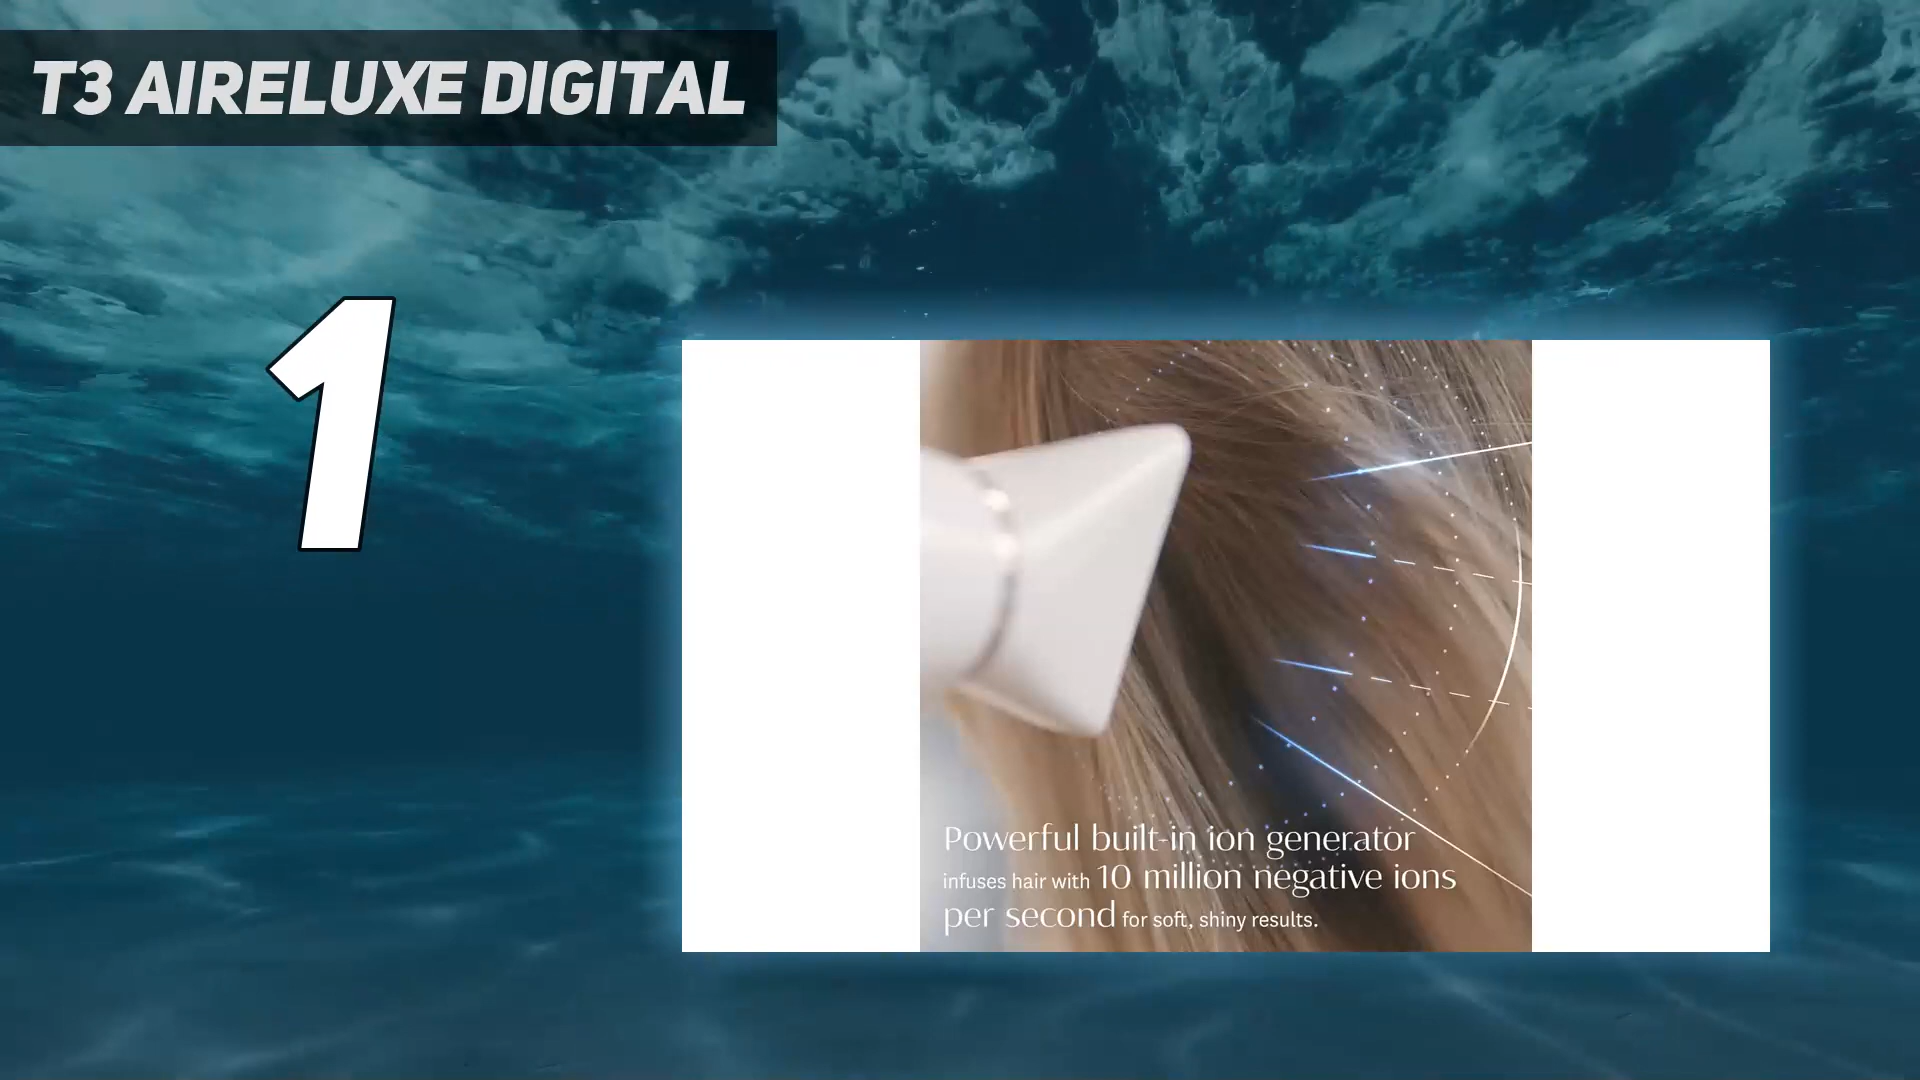 T3 AIRELUXE DIGITAL
1
Powerful built-in ion generator
infuses hair with 10 million negative ions
per second for soft, shiny results.